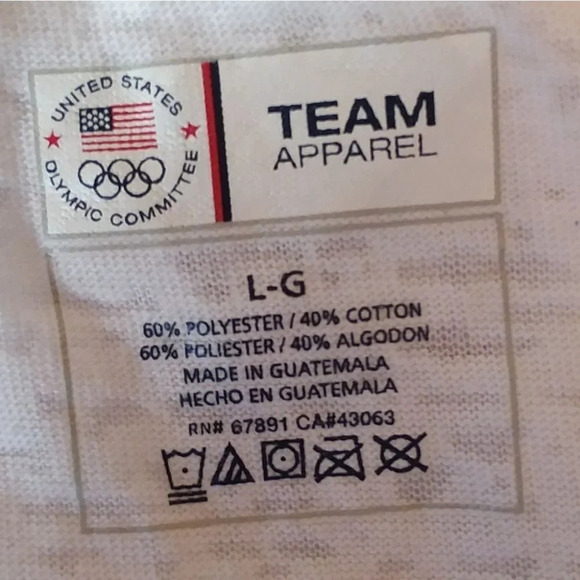 UNITED STATES
OLYMPIC COMMITTEE
TEAM
APPAREL
L-G
60% POLYESTER / 40% COTTON
60% POLIESTER / 40% ALGODON
MADE IN GUATEMALA
HECHO EN GUATEMALA
RN# 67891 CA#43063